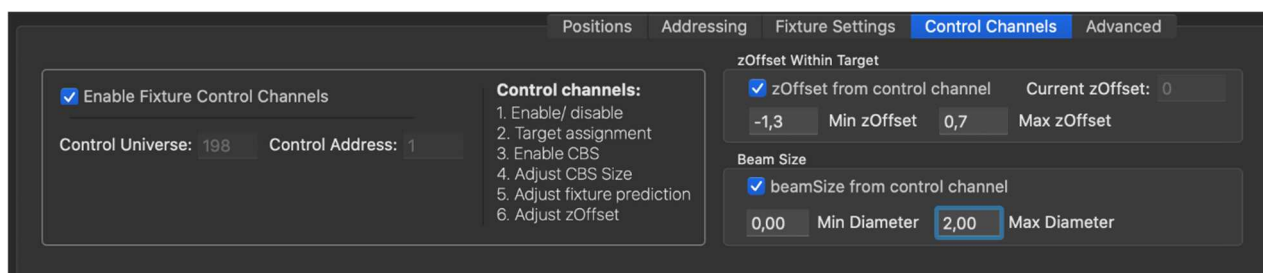 Positions Addressing Fixture Settings Control Channels Advanced
Enable Fixture Control Channels
Control Universe: 198 Control Address: 1
Control channels:
1. Enable/ disable
2. Target assignment
3. Enable CBS
4. Adjust CBS Size
5. Adjust fixture prediction
6. Adjust zOffset
zOffset Within Target
zOffset from control channel Current zOffset: 0
-1,3 Min zOffset 0,7 Max zOffset
Beam Size
beamSize from control channel
0,00 Min Diameter 2,00 Max Diameter